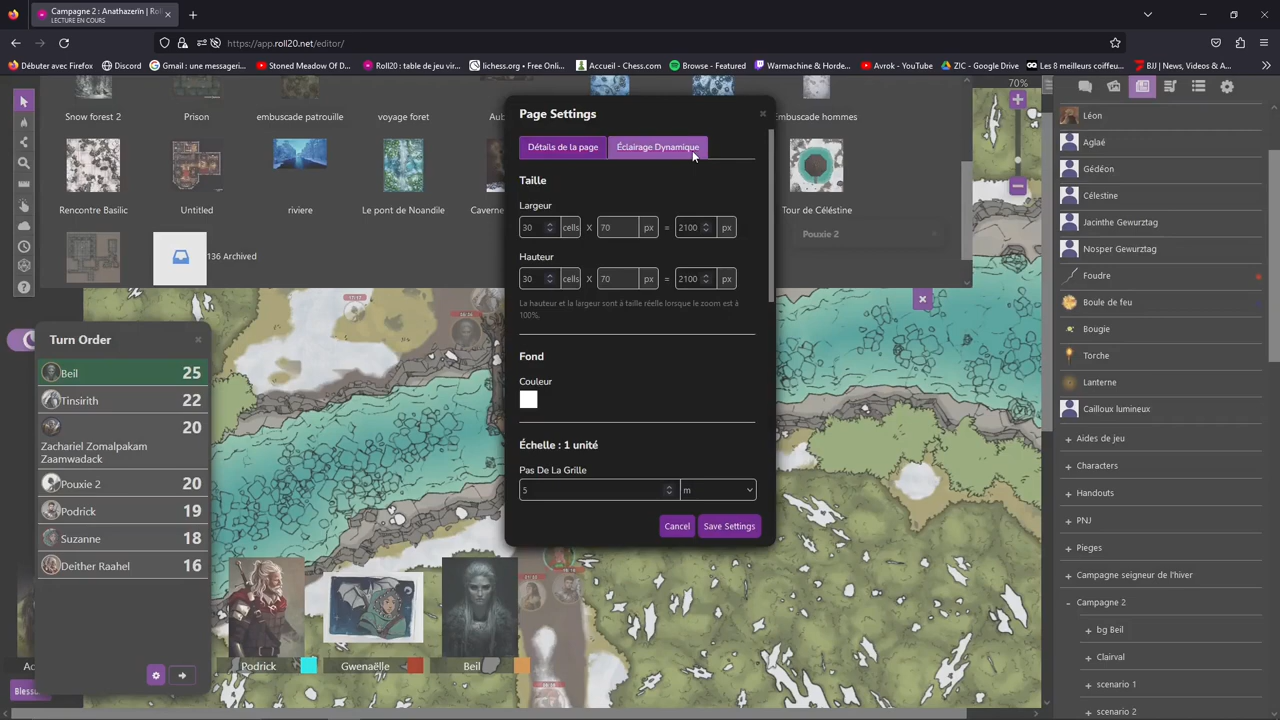 Campagne 2 : Anathazerïn | Roll
LECTURE EN COURS
https://app.roll20.net/editor/
Débuter avec Firefox
Discord
Gmail : une messageri...
Stoned Meadow Of D...
Roll20 : table de jeu vir...
lichess.org • Free Onli...
Accueil - Chess.com
Browse - Featured
Warmachine & Horde...
Avrok - YouTube
ZIC - Google Drive
Les 8 meilleurs coiffeu...
BJJ | News, Videos & A...
Snow forest 2
Prison
embuscade patrouille
voyage foret
Embuscade hommes
Rencontre Basilic
Untitled
riviere
Le pont de Noandile
Tour de Célestine
136 Archived
Pouxie 2
70%
Page Settings
Détails de la page
Éclairage Dynamique
Taille
Largeur
30 cells X 70 px = 2100 px
Hauteur
30 cells X 70 px = 2100 px
La hauteur et la largeur sont à taille réelle lorsque le zoom est à
100%.
Fond
Couleur
Échelle : 1 unité
Pas De La Grille
5 m
Cancel
Save Settings
Turn Order
Beil 25
Tinsirith 22
20
Zachariel Zomalpakam
Zaamwadack
Pouxie 2 20
Podrick 19
Suzanne 18
Deither Raahel 16
Podrick
Gwenaëlle
Beil
Léon
Aglaé
Gédéon
Célestine
Jacinthe Gewurztag
Nosper Gewurztag
Foudre
Boule de feu
Bougie
Torche
Lanterne
Cailloux lumineux
Aides de jeu
Characters
Handouts
PNJ
Pieges
Campagne seigneur de l'hiver
Campagne 2
bg Beil
Clairval
scenario 1
scenario 2